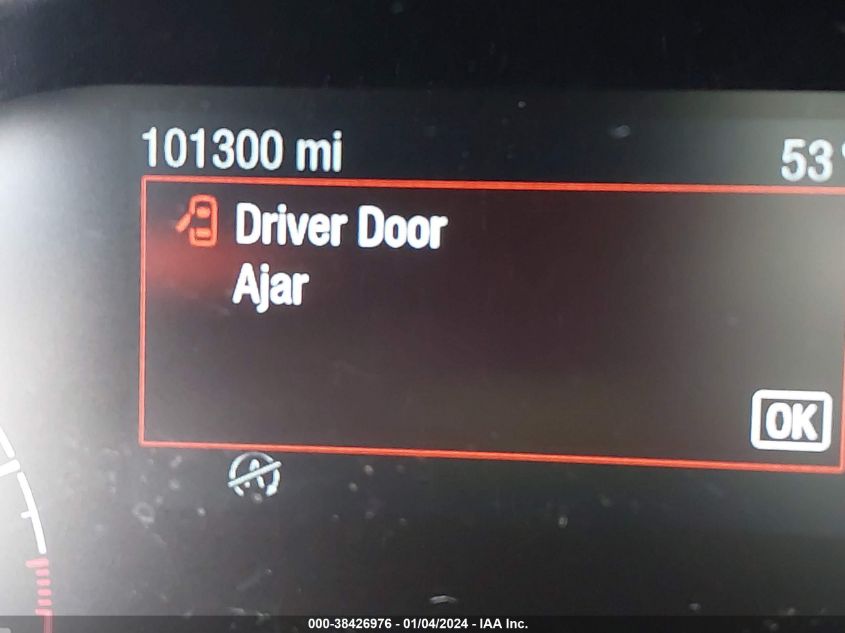 101300 mi
53°
Driver Door
Ajar
OK
000-38426976 - 01/04/2024 - IAA Inc.